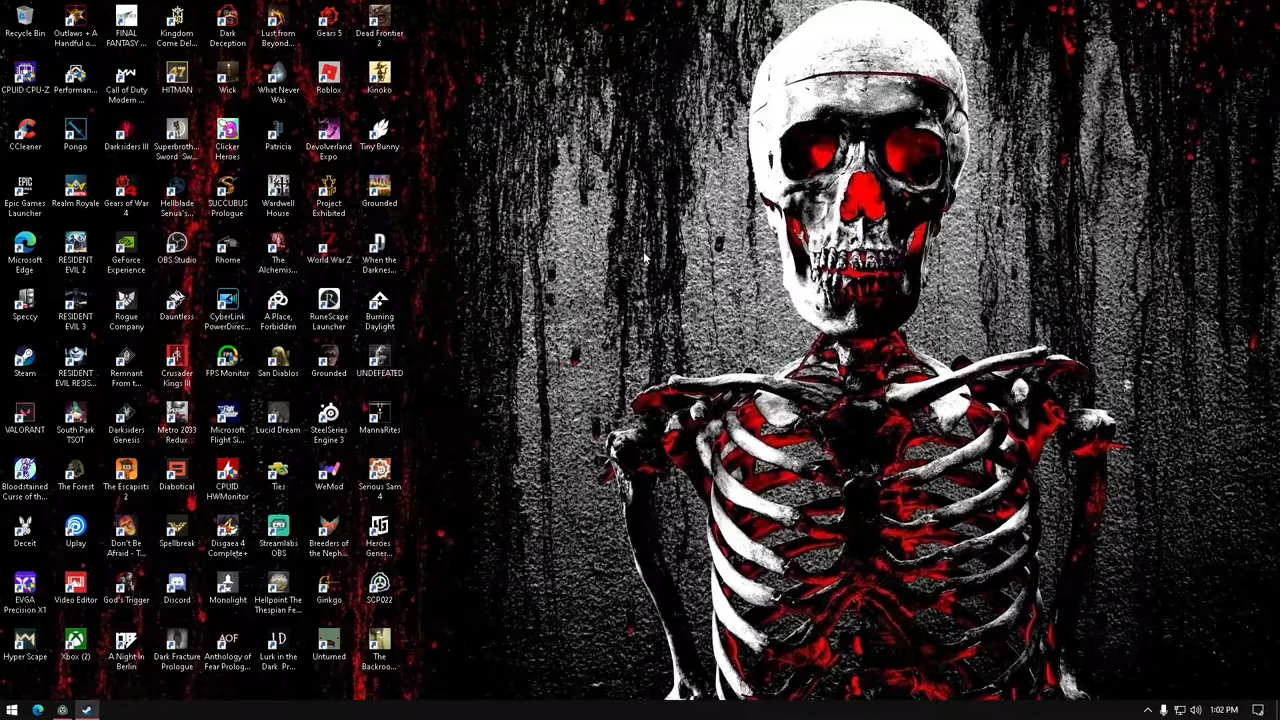 Recycle Bin
Outlaws + A
Handful o...
FINAL
FANTASY ...
Kingdom
Come Del...
Dark
Deception
Lust from
Beyond...
Gears 5
Dead Frontier
2
CPUID CPU-Z
Performan...
Call of Duty
Modern ...
HITMAN
Wick
What Never
Was
Roblox
Kinoko
CCleaner
Pongo
Darksiders III
Superbroth...
Sword Sw...
Clicker
Heroes
Patricia
Devolverland
Expo
Tiny Bunny
Epic Games
Launcher
Realm Royale
Gears of War
4
Hellblade
Senua's...
SUCCUBUS
Prologue
Wardwell
House
Project
Exhibited
Grounded
Microsoft
Edge
RESIDENT
EVIL 2
GeForce
Experience
OBS Studio
Rhome
The
Alchemis...
World War Z
When the
Darknes...
Speccy
RESIDENT
EVIL 3
Rogue
Company
Dauntless
CyberLink
PowerDirec...
A Place,
Forbidden
RuneScape
Launcher
Burning
Daylight
Steam
RESIDENT
EVIL RESIS...
Remnant
From t...
Crusader
Kings III
FPS Monitor
San Diablos
Grounded
UNDEFEATED
VALORANT
South Park
TSOT
Darksiders
Genesis
Metro 2033
Redux
Microsoft
Flight Si...
Lucid Dream
SteelSeries
Engine 3
MannaRites
Bloodstained
Curse of th...
The Forest
The Escapists
2
Diabotical
CPUID
HWMonitor
Ties
WeMod
Serious Sam
4
Deceit
Uplay
Don't Be
Afraid - T...
Spellbreak
Disgaea 4
Complete+
Streamlabs
OBS
Breeders of
the Neph...
Heroes
Gener...
EVGA
Precision X1
Video Editor
God's Trigger
Discord
Monolight
Hellpoint The
Thespian Fe...
Ginkgo
SCP022
Hyper Scape
Xbox (2)
A Night In
Berlin
Dark Fracture
Prologue
Anthology of
Fear Prolog...
Lurk in the
Dark Pr...
Unturned
The
Backroo...
1:02 PM